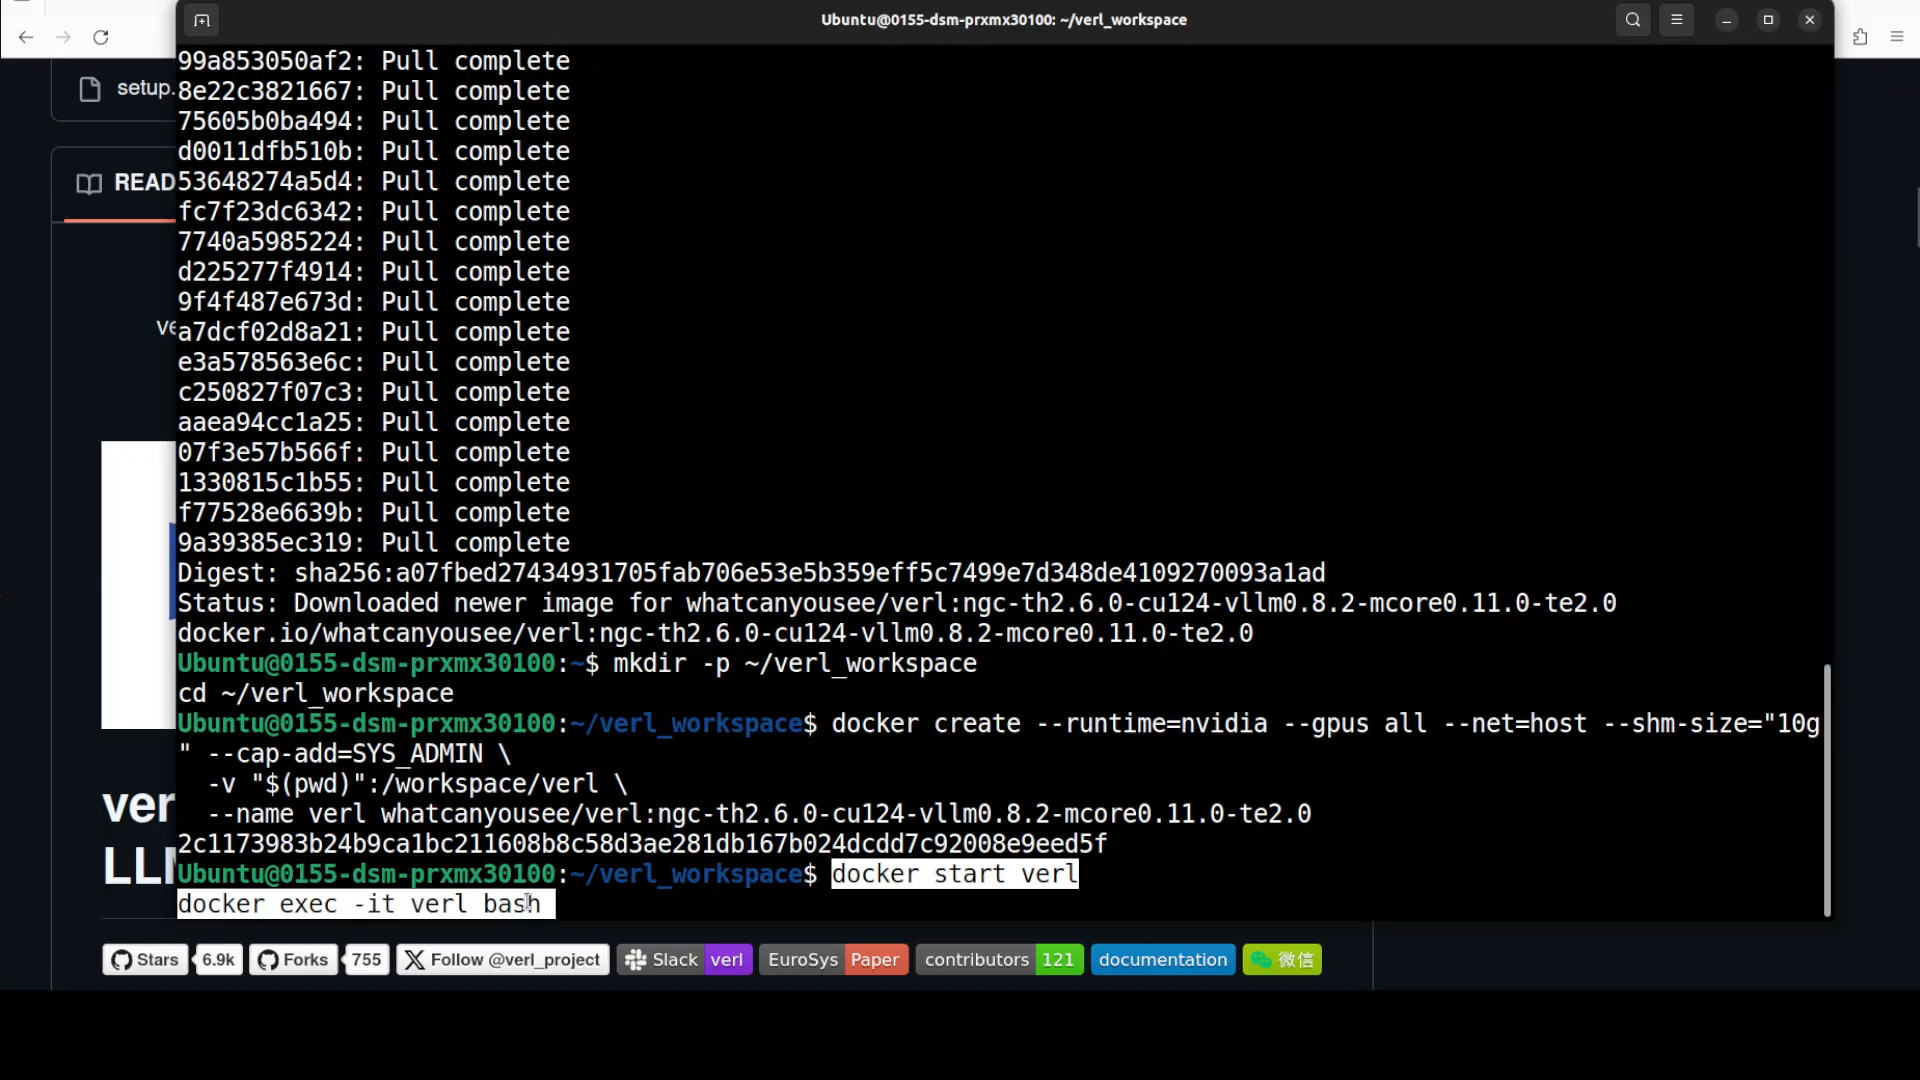 Ubuntu@0155-dsm-prxmx30100: ~/verl_workspace
setup.
READ
ve
ver
LLM
99a853050af2: Pull complete
8e22c3821667: Pull complete
75605b0ba494: Pull complete
d0011dfb510b: Pull complete
53648274a5d4: Pull complete
fc7f23dc6342: Pull complete
7740a5985224: Pull complete
d225277f4914: Pull complete
9f4f487e673d: Pull complete
a7dcf02d8a21: Pull complete
e3a578563e6c: Pull complete
c250827f07c3: Pull complete
aaea94cc1a25: Pull complete
07f3e57b566f: Pull complete
1330815c1b55: Pull complete
f77528e6639b: Pull complete
9a39385ec319: Pull complete
Digest: sha256:a07fbed27434931705fab706e53e5b359eff5c7499e7d348de4109270093a1ad
Status: Downloaded newer image for whatcanyousee/verl:ngc-th2.6.0-cu124-vllm0.8.2-mcore0.11.0-te2.0
docker.io/whatcanyousee/verl:ngc-th2.6.0-cu124-vllm0.8.2-mcore0.11.0-te2.0
Ubuntu@0155-dsm-prxmx30100:~$ mkdir -p ~/verl_workspace
cd ~/verl_workspace
Ubuntu@0155-dsm-prxmx30100:~/verl_workspace$ docker create --runtime=nvidia --gpus all --net=host --shm-size="10g
" --cap-add=SYS_ADMIN \
-v "$(pwd)":/workspace/verl \
--name verl whatcanyousee/verl:ngc-th2.6.0-cu124-vllm0.8.2-mcore0.11.0-te2.0
2c1173983b24b9ca1bc211608b8c58d3ae281db167b024dcdd7c92008e9eed5f
Ubuntu@0155-dsm-prxmx30100:~/verl_workspace$ docker start verl
docker exec -it verl bash
Stars 6.9k Forks 755 Follow @verl_project Slack verl EuroSys Paper contributors 121 documentation 微信